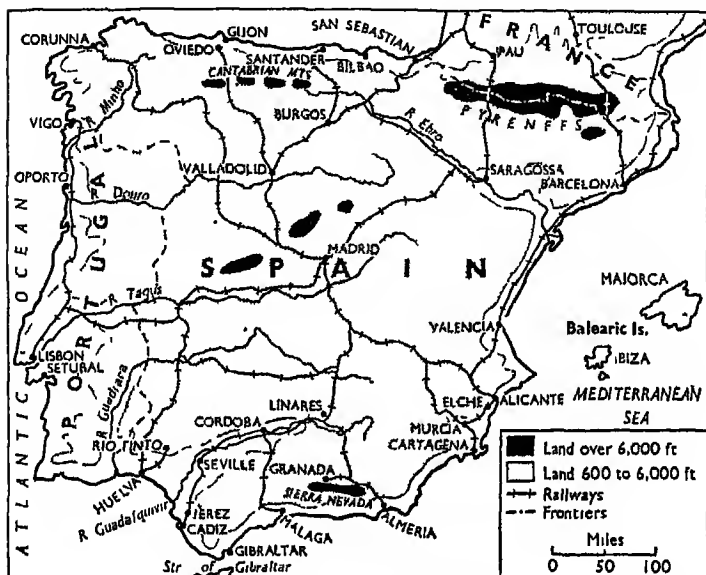 FRANCE
TOULOUSE
SAN SEBASTIAN
GIJON
CORUNNA
OVIEDO
SANTANDER
BILBAO
PAU
CANTABRIAN MTS
PYRENEES
R. Minho
VIGO
BURGOS
R. Ebro
VALLADOLID
SARAGOSSA
BARCELONA
OPORTO
R. Douro
MADRID
SPAIN
PORTUGAL
ATLANTIC OCEAN
R. Tagus
MAJORCA
VALENCIA
Balearic Is.
IBIZA
LISBON
SETUBAL
MEDITERRANEAN
SEA
ELCHE
ALICANTE
LINARES
CORDOBA
MURCIA
CARTAGENA
RIO TINTO
SEVILLE
GRANADA
SIERRA NEVADA
HUELVA
R Guadalquivir
JEREZ
CADIZ
MALAGA
ALMERIA
GIBRALTAR
Str of Gibraltar
Land over 6,000 ft
Land 600 to 6,000 ft
Railways
Frontiers
Miles
0 50 100